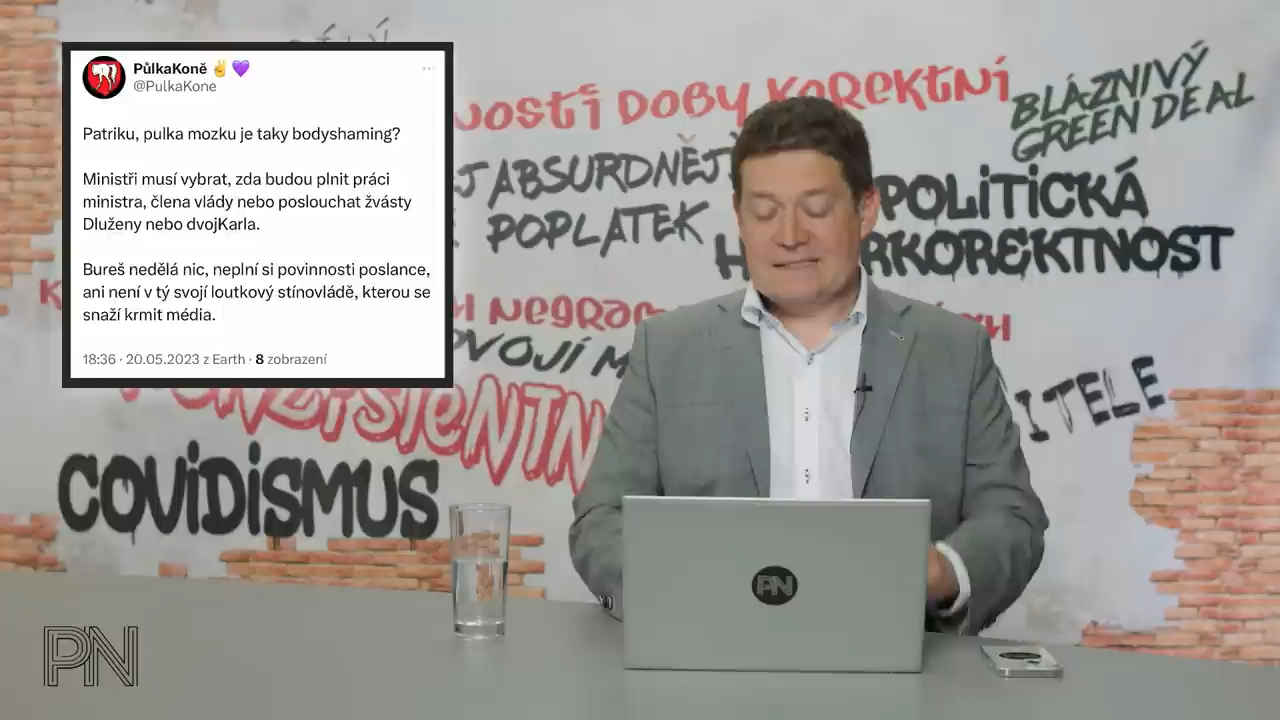 PůlkaKoně ✌️💜
@PulkaKone
Patriku, pulka mozku je taky bodyshaming?
Ministři musí vybrat, zda budou plnit práci
ministra, člena vlády nebo poslouchat žvásty
Dluženy nebo dvojKarla.
Bureš nedělá nic, neplní si povinnosti poslance,
ani není v tý svojí loutkový stínovládě, kterou se
snaží krmit média.
18:36 · 20.05.2023 z Earth · 8 zobrazení
DOBY KOREKTNÍ
BLÁZNIVÝ
GREEN DEAL
POPLATEK
POLITICKÁ
COVIDISMUS
PN
PN